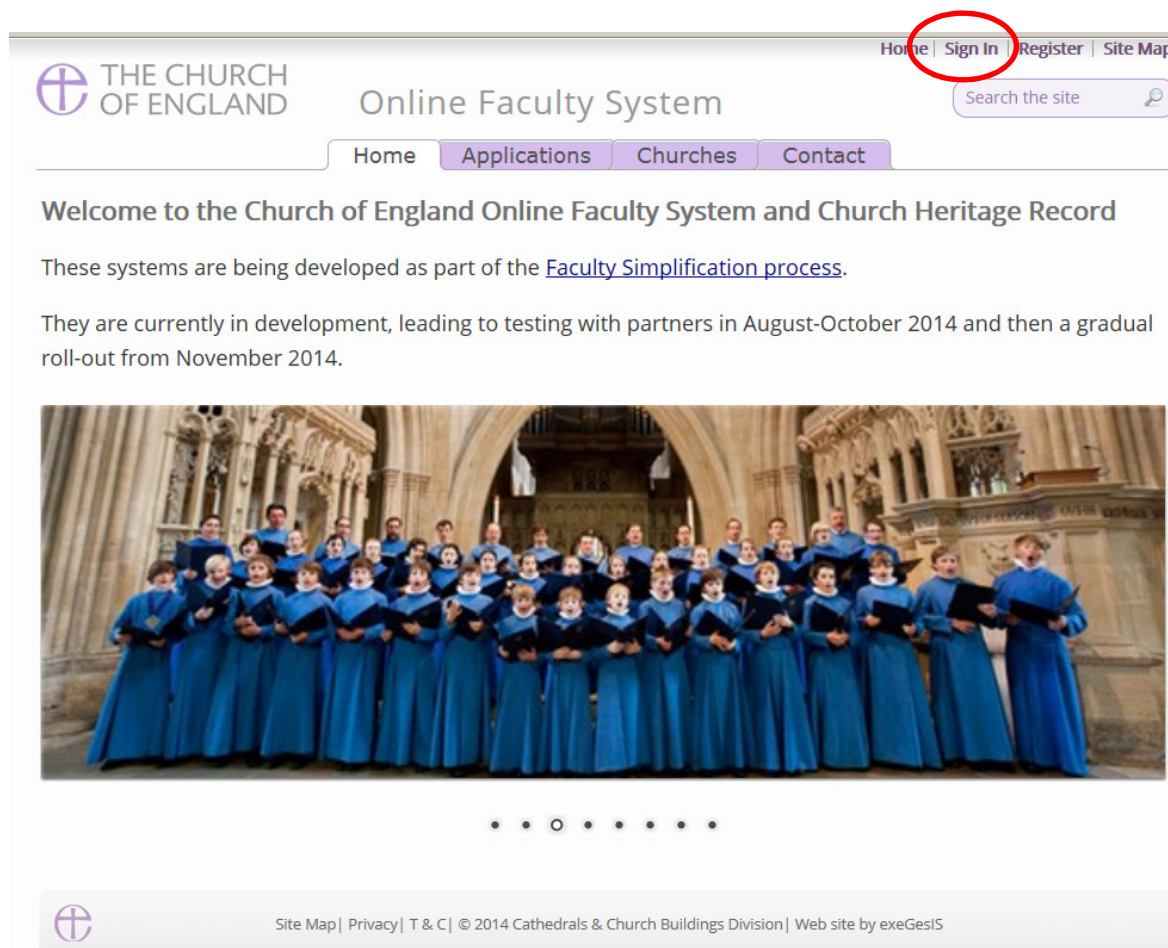 Home | Sign In | Register | Site Map
THE CHURCH
OF ENGLAND
Online Faculty System
Search the site
Home Applications Churches Contact
Welcome to the Church of England Online Faculty System and Church Heritage Record
These systems are being developed as part of the Faculty Simplification process.
They are currently in development, leading to testing with partners in August-October 2014 and then a gradual
roll-out from November 2014.
Site Map| Privacy| T & C| © 2014 Cathedrals & Church Buildings Division| Web site by exeGesIS